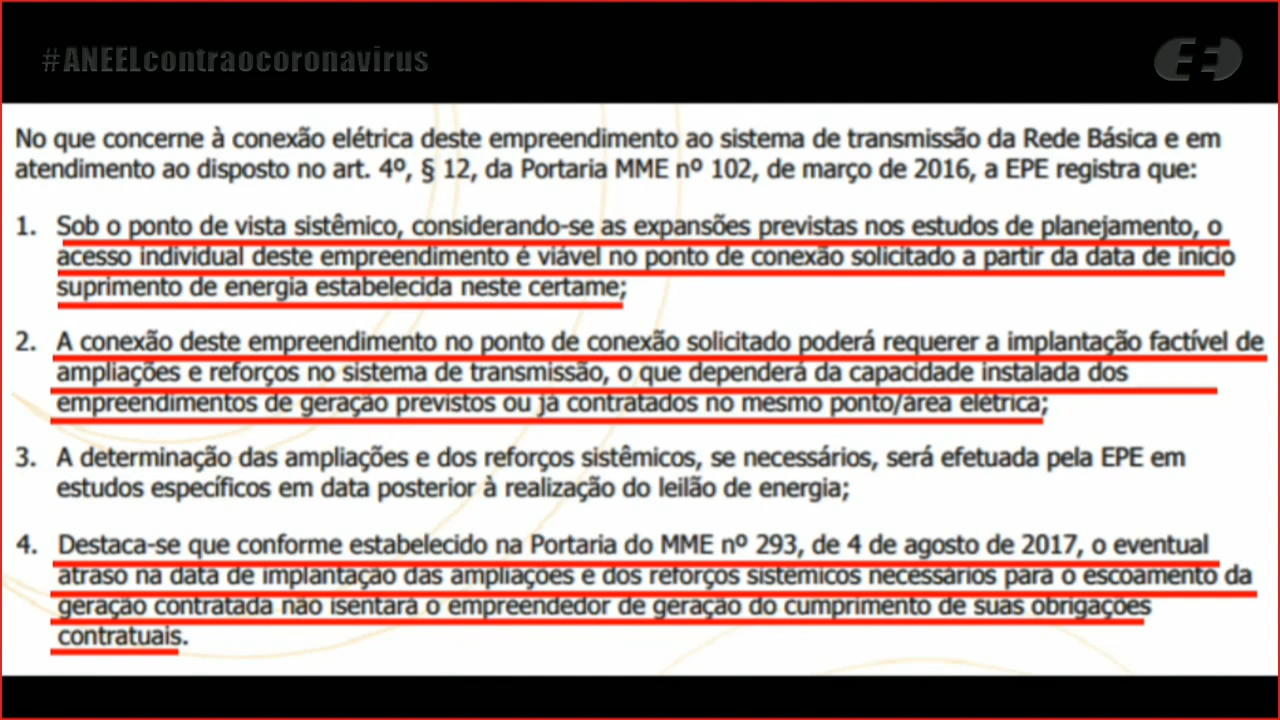 #ANEELcontraocoronavirus
No que concerne à conexão elétrica deste empreendimento ao sistema de transmissão da Rede Básica e em
atendimento ao disposto no art. 4º, § 12, da Portaria MME nº 102, de março de 2016, a EPE registra que:
1. Sob o ponto de vista sistêmico, considerando-se as expansões previstas nos estudos de planejamento, o
acesso individual deste empreendimento é viável no ponto de conexão solicitado a partir da data de início
suprimento de energia estabelecida neste certame;
2. A conexão deste empreendimento no ponto de conexão solicitado poderá requerer a implantação factível de
ampliações e reforços no sistema de transmissão, o que dependerá da capacidade instalada dos
empreendimentos de geração previstos ou já contratados no mesmo ponto/área elétrica;
3. A determinação das ampliações e dos reforços sistêmicos, se necessários, será efetuada pela EPE em
estudos específicos em data posterior à realização do leilão de energia;
4. Destaca-se que conforme estabelecido na Portaria do MME nº 293, de 4 de agosto de 2017, o eventual
atraso na data de implantação das ampliações e dos reforços sistêmicos necessários para o escoamento da
geração contratada não isentará o empreendedor de geração do cumprimento de suas obrigações
contratuais.